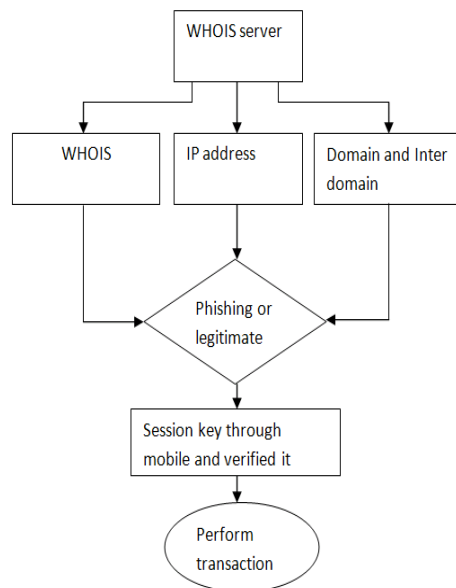 WHOIS server
WHOIS
IP address
Domain and Inter
domain
Phishing or
legitimate
Session key through
mobile and verified it
Perform
transaction